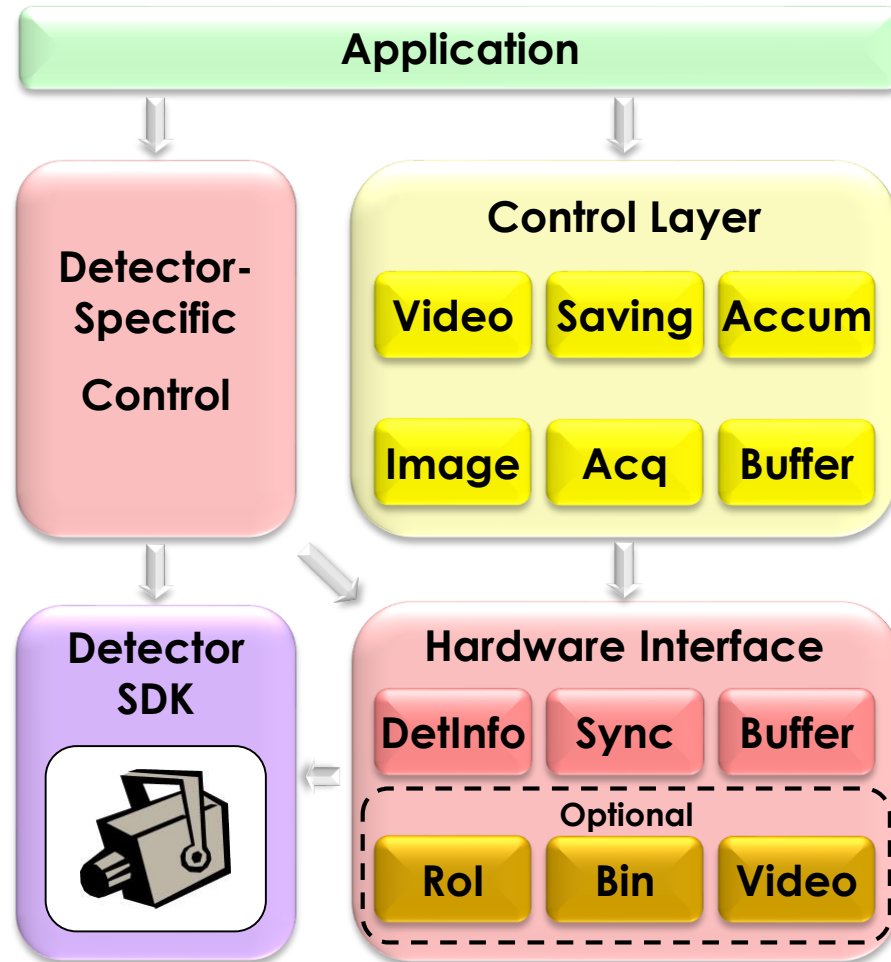 Application
Detector-
Specific
Control
Control Layer
Video Saving Accum
Image Acq Buffer
Detector
SDK
Hardware Interface
DetInfo Sync Buffer
Optional
RoI Bin Video